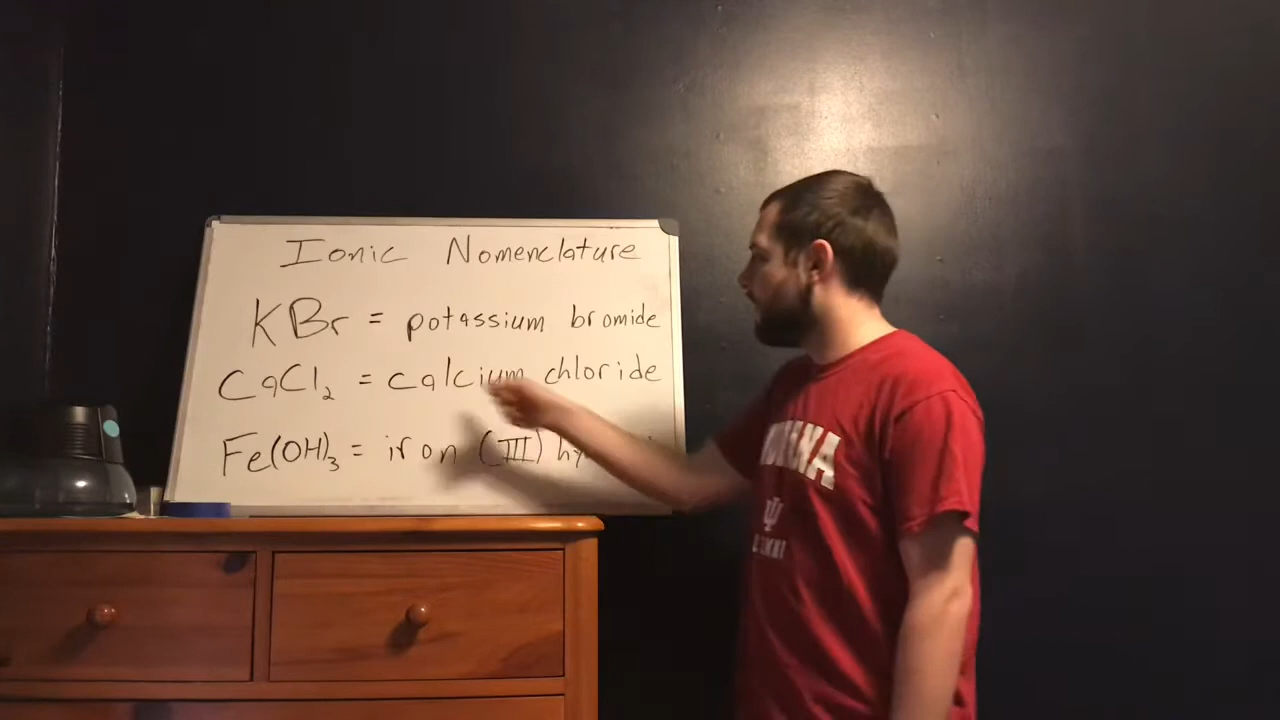 Ionic Nomenclature
KBr = potassium bromide
CaCl₂ = calcium chloride
Fe(OH)₃ = iron (III)